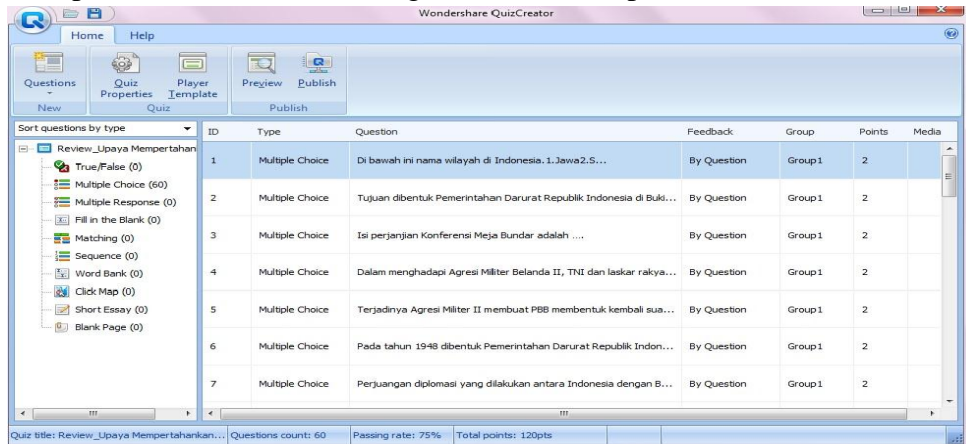 Wondershare QuizCreator
Home Help
Questions
Quiz Properties
Player Template
Preview
Publish
New
Quiz
Publish
Sort questions by type
ID Type Question Feedback Group Points Media
Review_Upaya Mempertahan
True/False (0)
Multiple Choice (60)
Multiple Response (0)
Fill in the Blank (0)
Matching (0)
Sequence (0)
Word Bank (0)
Click Map (0)
Short Essay (0)
Blank Page (0)
1 Multiple Choice Di bawah ini nama wilayah di Indonesia.1.Jawa2.S... By Question Group1 2
2 Multiple Choice Tujuan dibentuk Pemerintahan Darurat Republik Indonesia di Buki... By Question Group1 2
3 Multiple Choice Isi perjanjian Konferensi Meja Bundar adalah .... By Question Group1 2
4 Multiple Choice Dalam menghadapi Agresi Militer Belanda II, TNI dan laskar rakya... By Question Group1 2
5 Multiple Choice Terjadinya Agresi Militer II membuat PBB membentuk kembali sua... By Question Group1 2
6 Multiple Choice Pada tahun 1948 dibentuk Pemerintahan Darurat Republik Indon... By Question Group1 2
7 Multiple Choice Perjuangan diplomasi yang dilakukan antara Indonesia dengan B... By Question Group1 2
Quiz title: Review_Upaya Mempertahankan... Questions count: 60 Passing rate: 75% Total points: 120pts